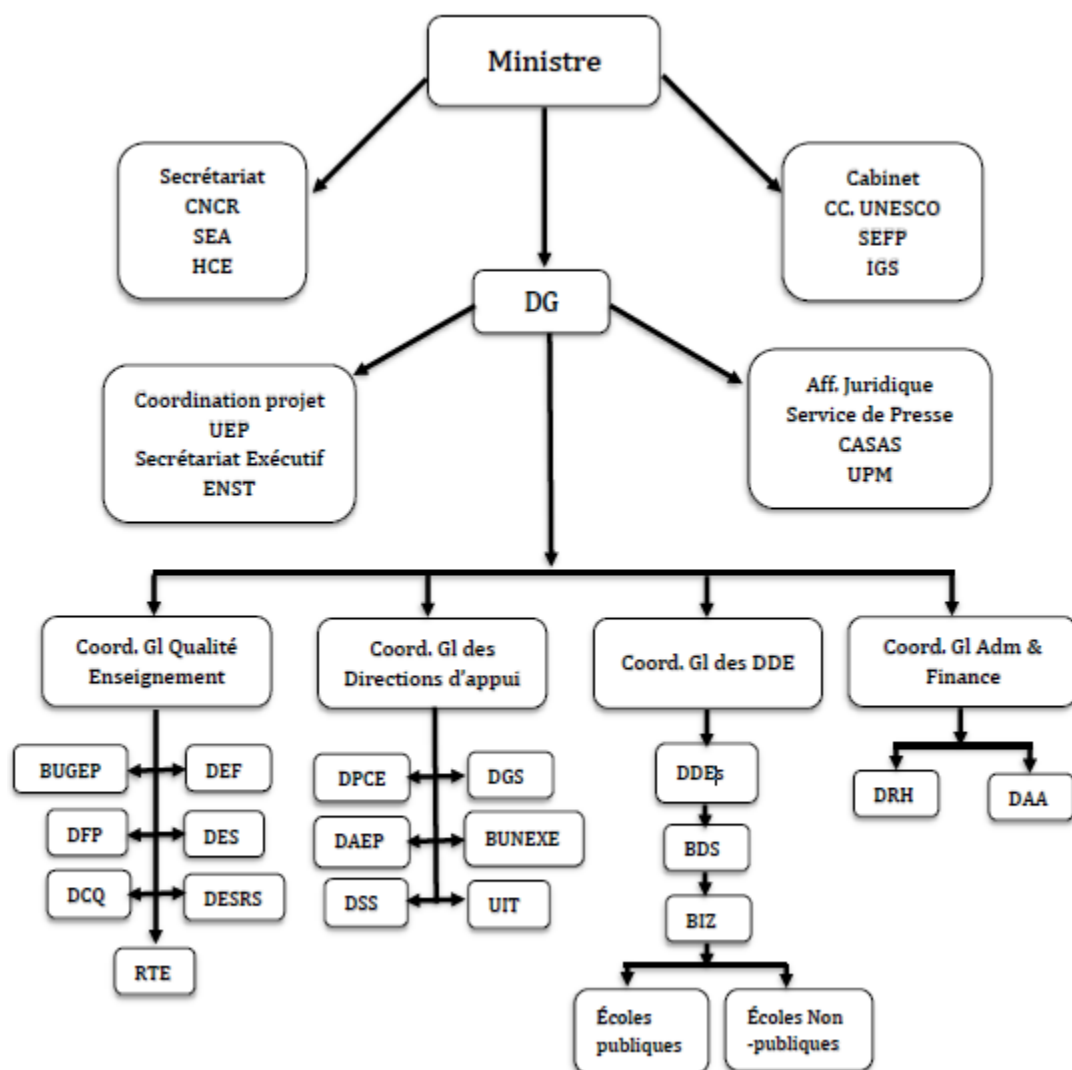 Ministre
Secrétariat
CNCR
SEA
HCE
Cabinet
CC. UNESCO
SEFP
IGS
DG
Coordination projet
UEP
Secrétariat Exécutif
ENST
Aff. Juridique
Service de Presse
CASAS
UPM
Coord. Gl Qualité
Enseignement
Coord. Gl des
Directions d'appui
Coord. Gl des DDE
Coord. Gl Adm &
Finance
BUGEP
DEF
DFP
DES
DCQ
DESRS
RTE
DPCE
DGS
DAEP
BUNEXE
DSS
UIT
DDEs
BDS
BIZ
Écoles
publiques
Écoles Non
-publiques
DRH
DAA